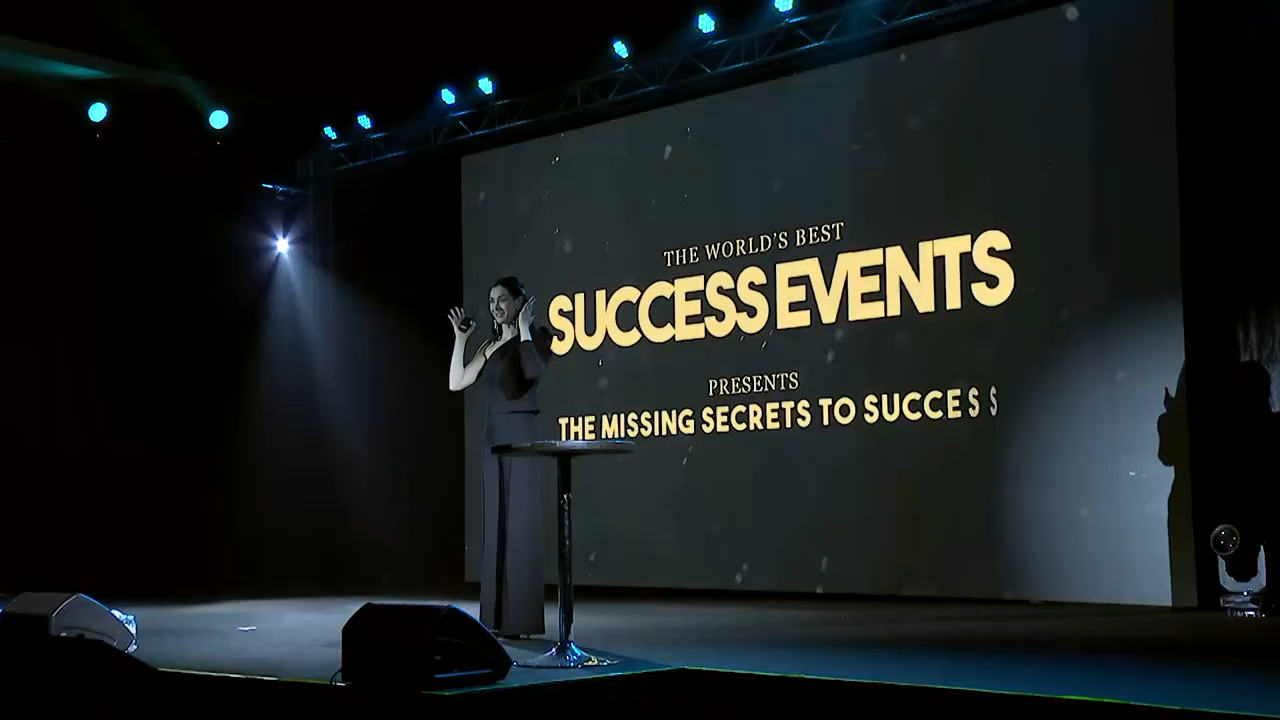 THE WORLD'S BEST
SUCCESS EVENTS
PRESENTS
THE MISSING SECRETS TO SUCCESS